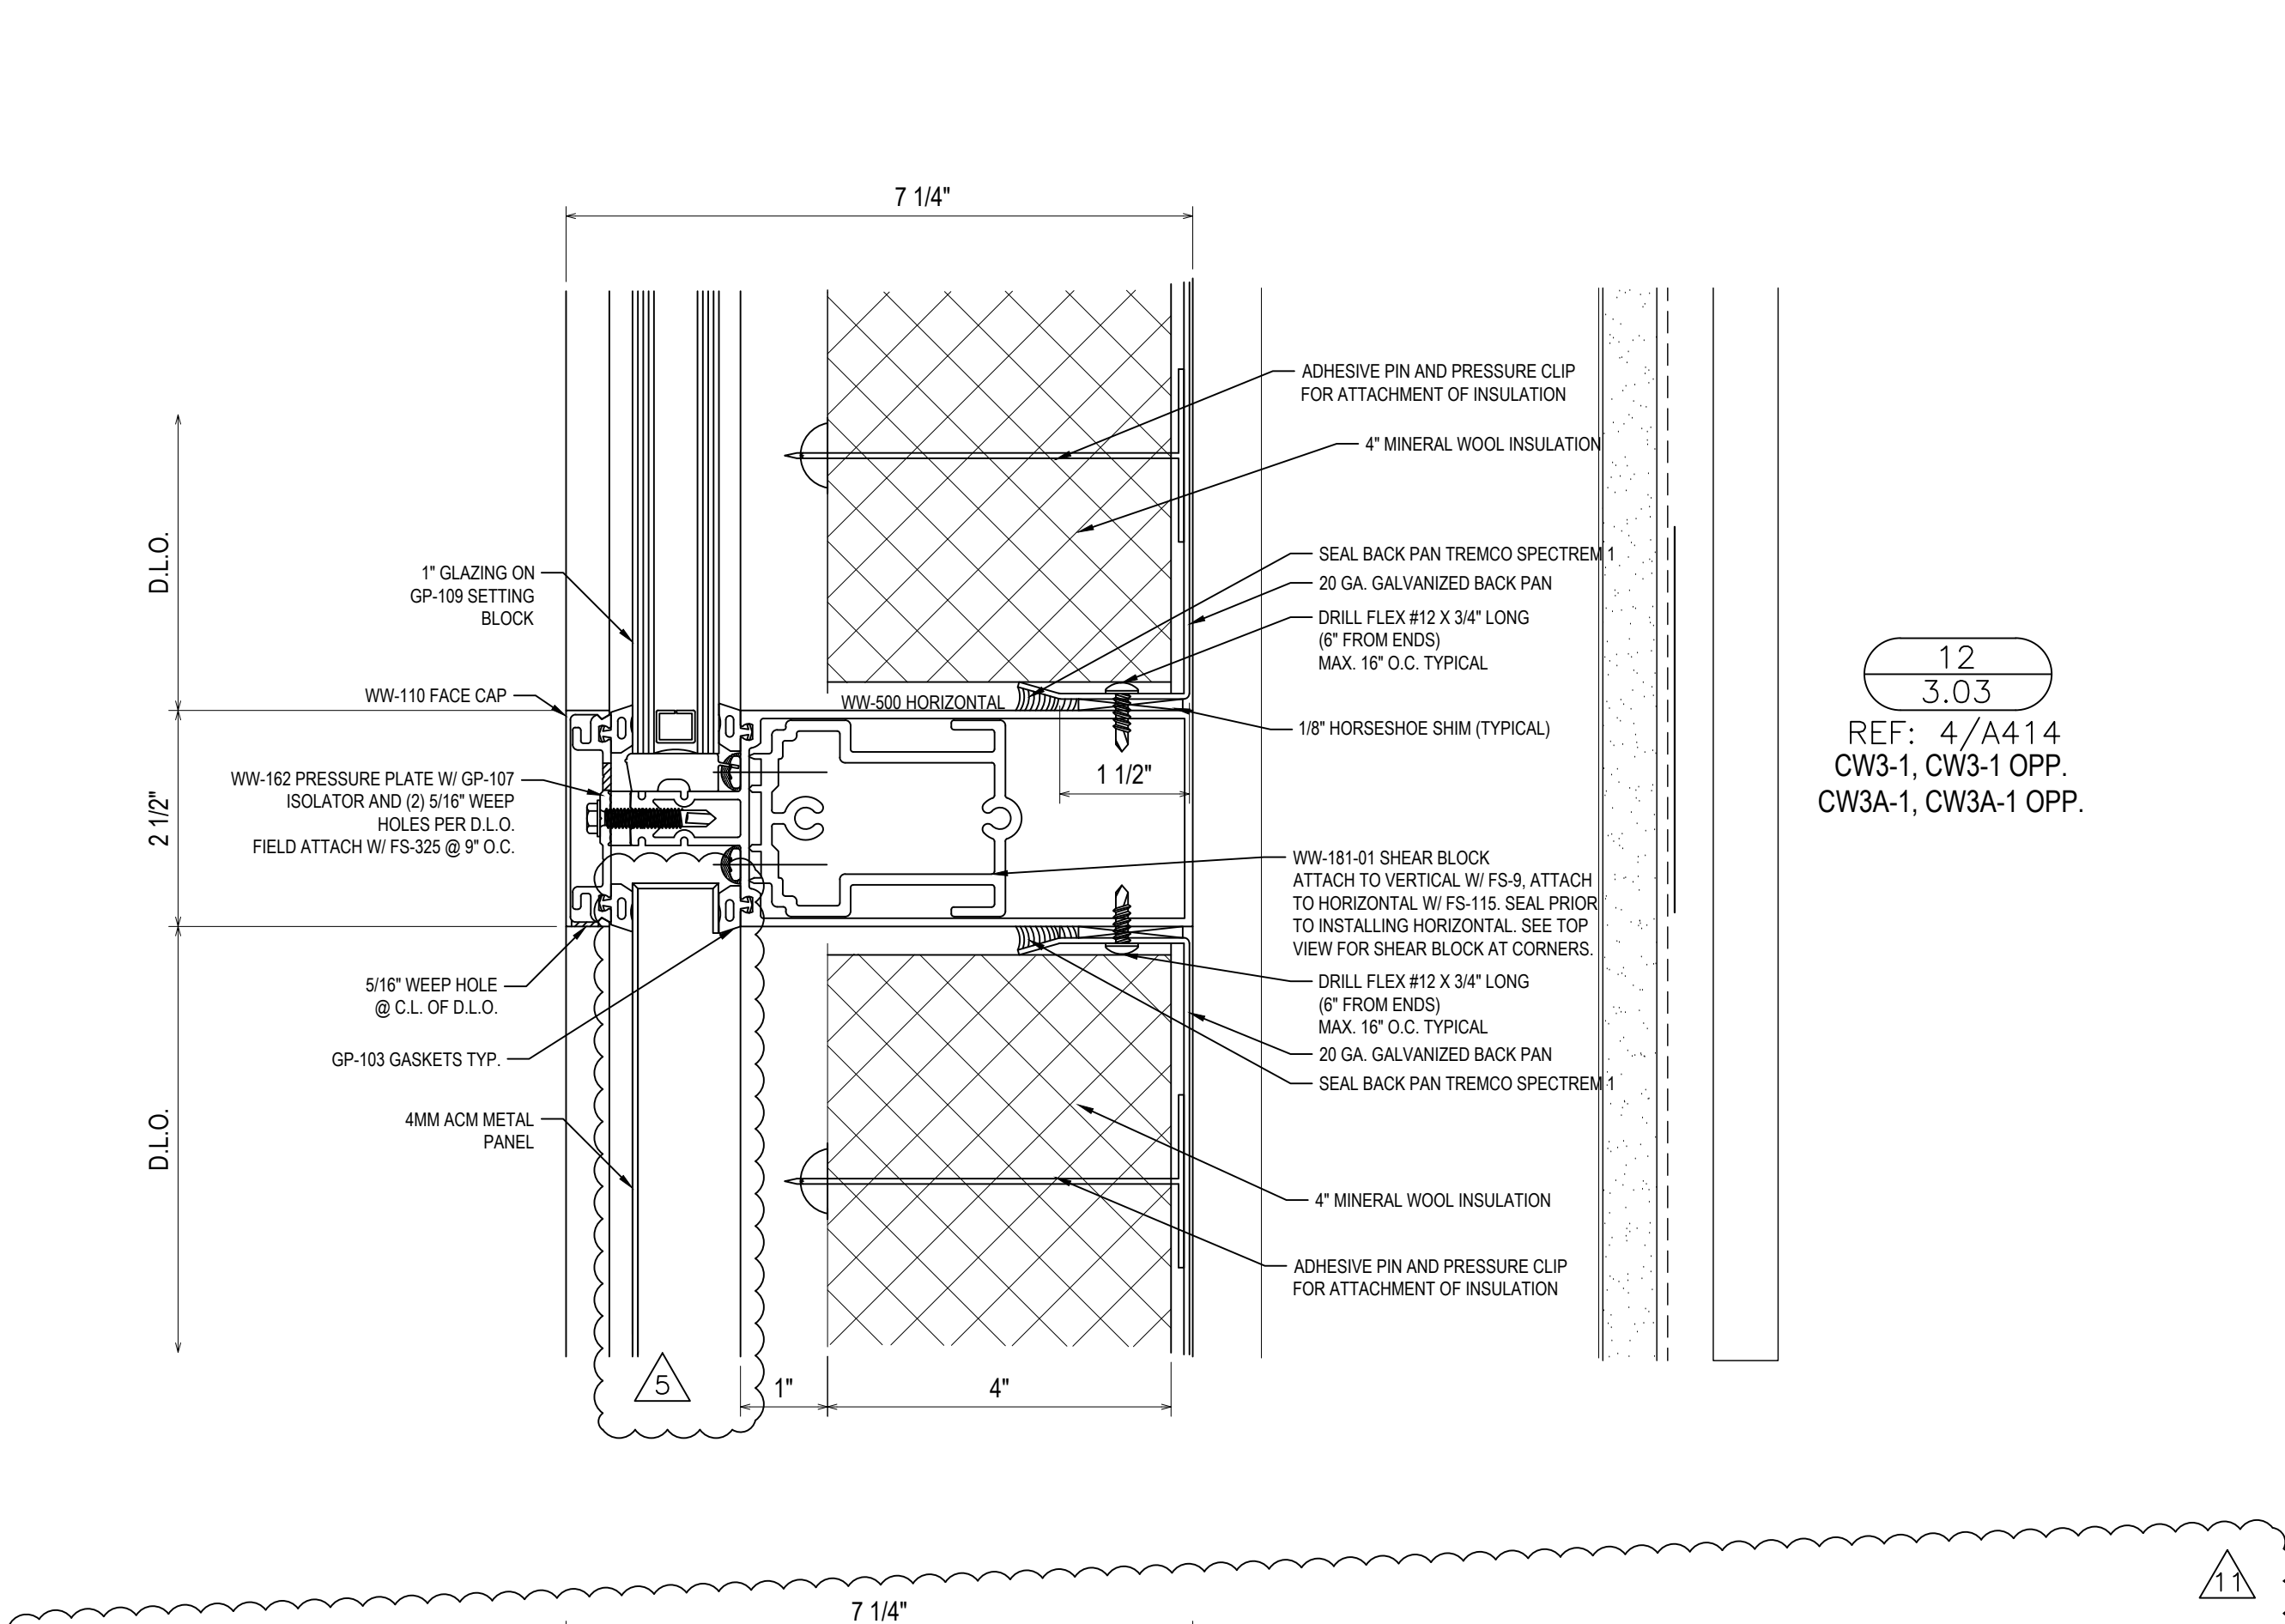 7 1/4"
ADHESIVE PIN AND PRESSURE CLIP
FOR ATTACHMENT OF INSULATION
4" MINERAL WOOL INSULATION
SEAL BACK PAN TREMCO SPECTREM 1
20 GA. GALVANIZED BACK PAN
DRILL FLEX #12 X 3/4" LONG
(6" FROM ENDS)
MAX. 16" O.C. TYPICAL
1/8" HORSESHOE SHIM (TYPICAL)
D.L.O.
1" GLAZING ON
GP-109 SETTING
BLOCK
WW-110 FACE CAP
WW-500 HORIZONTAL
WW-162 PRESSURE PLATE W/ GP-107
ISOLATOR AND (2) 5/16" WEEP
HOLES PER D.L.O.
FIELD ATTACH W/ FS-325 @ 9" O.C.
2 1/2"
1 1/2"
12
3.03
REF: 4/A414
CW3-1, CW3-1 OPP.
CW3A-1, CW3A-1 OPP.
WW-181-01 SHEAR BLOCK
ATTACH TO VERTICAL W/ FS-9, ATTACH
TO HORIZONTAL W/ FS-115. SEAL PRIOR
TO INSTALLING HORIZONTAL. SEE TOP
VIEW FOR SHEAR BLOCK AT CORNERS.
DRILL FLEX #12 X 3/4" LONG
(6" FROM ENDS)
MAX. 16" O.C. TYPICAL
20 GA. GALVANIZED BACK PAN
SEAL BACK PAN TREMCO SPECTREM 1
5/16" WEEP HOLE
@ C.L. OF D.L.O.
GP-103 GASKETS TYP.
4MM ACM METAL
PANEL
D.L.O.
4" MINERAL WOOL INSULATION
ADHESIVE PIN AND PRESSURE CLIP
FOR ATTACHMENT OF INSULATION
5
1"
4"
11
7 1/4"